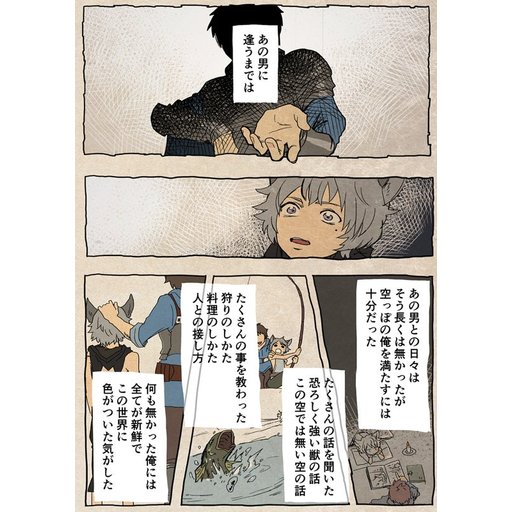 あの男に
逢うまでは
あの男との日々は
そう長くは無かったが
空っぽの俺を満たすには
十分だった
たくさんの話を聞いた
恐ろしく強い獣の話
この空では無い空の話
たくさんの事を教わった
狩りのしかた
料理のしかた
人との接し方
何も無かった俺には
全てが新鮮で
この世界に
色がついた気がした